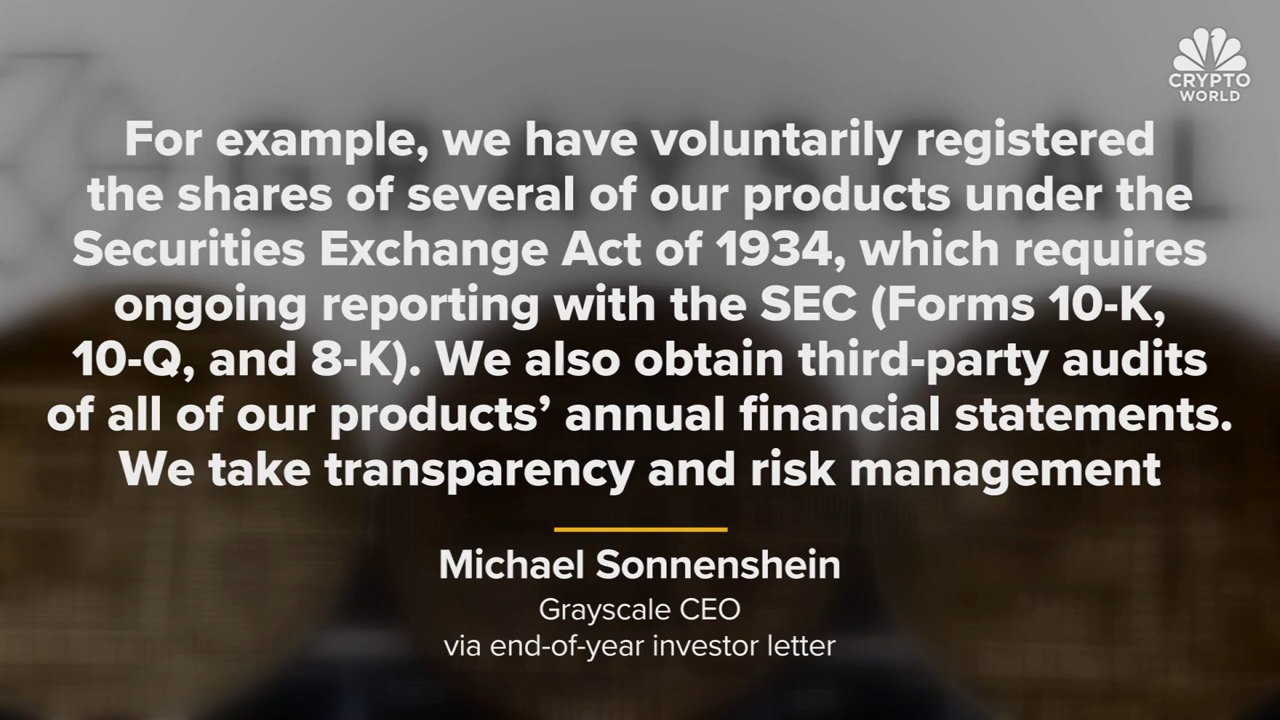 CRYPTO
WORLD
For example, we have voluntarily registered
the shares of several of our products under the
Securities Exchange Act of 1934, which requires
ongoing reporting with the SEC (Forms 10-K,
10-Q, and 8-K). We also obtain third-party audits
of all of our products’ annual financial statements.
We take transparency and risk management
Michael Sonnenshein
Grayscale CEO
via end-of-year investor letter